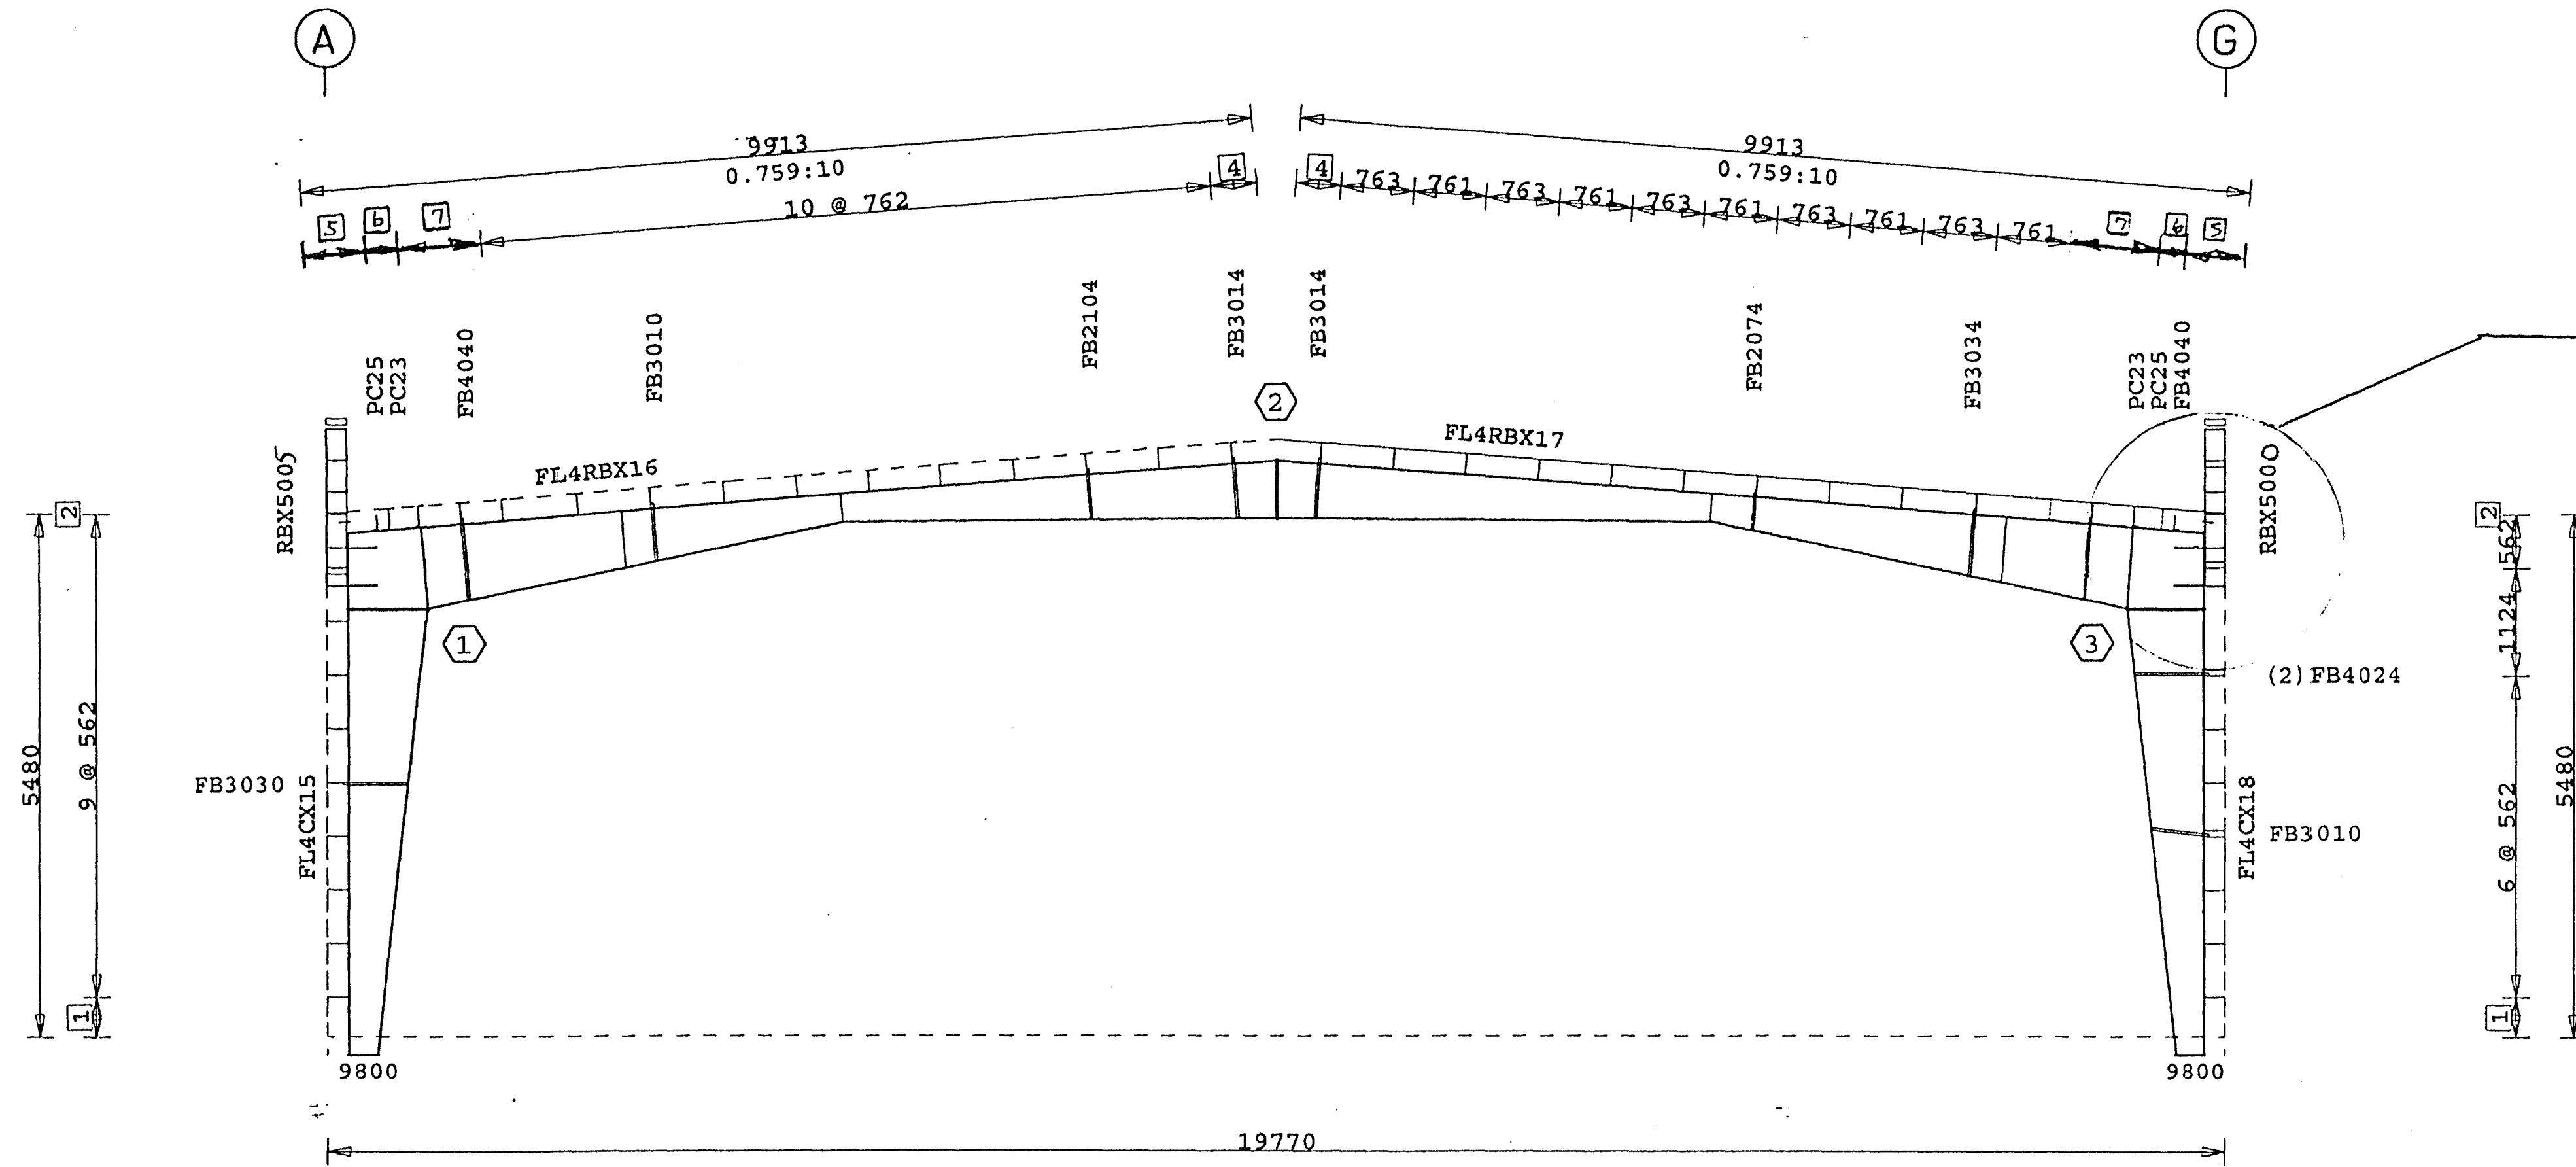 A
G
9913
0.759:10
10 @ 762
4
5
6
7
9913
0.759:10
4
763
761
763
761
763
761
763
761
763
761
7
6
5
PC25
PC23
FB4040
FB3010
FB2104
FB3014
FB3014
FB2074
FB3034
PC23
PC25
FB4040
2
RBX5005
FL4RBX16
FL4RBX17
RBX5000
2
2
562
1
3
1124
(2)FB4024
5480
9 @ 562
FB3030
FL4CX15
FL4CX18
FB3010
6 @ 562
5480
1
1
9800
9800
19770